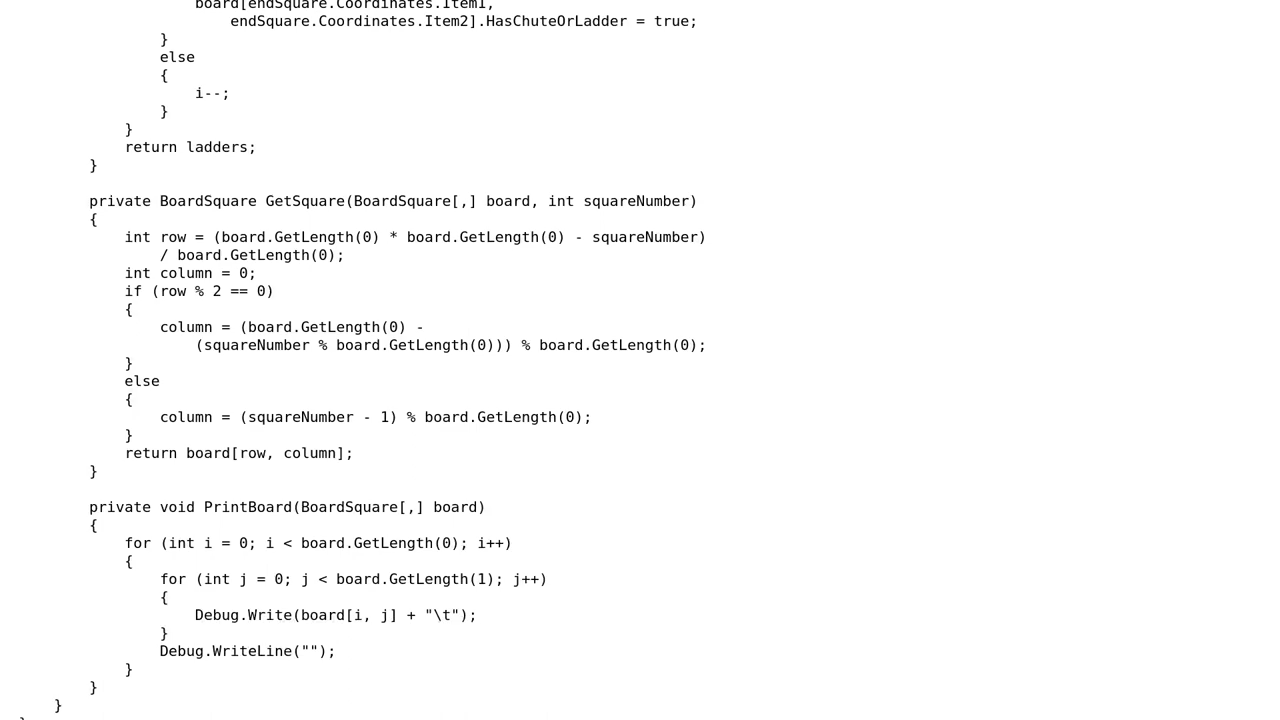 board[endSquare.Coordinates.Item1,
endSquare.Coordinates.Item2].HasChuteOrLadder = true;
}
else
{
i--;
}
}
return ladders;
}
private BoardSquare GetSquare(BoardSquare[,] board, int squareNumber)
{
int row = (board.GetLength(0) * board.GetLength(0) - squareNumber)
/ board.GetLength(0);
int column = 0;
if (row % 2 == 0)
{
column = (board.GetLength(0) -
(squareNumber % board.GetLength(0))) % board.GetLength(0);
}
else
{
column = (squareNumber - 1) % board.GetLength(0);
}
return board[row, column];
}
private void PrintBoard(BoardSquare[,] board)
{
for (int i = 0; i < board.GetLength(0); i++)
{
for (int j = 0; j < board.GetLength(1); j++)
{
Debug.Write(board[i, j] + "\t");
}
Debug.WriteLine("");
}
}
}
}